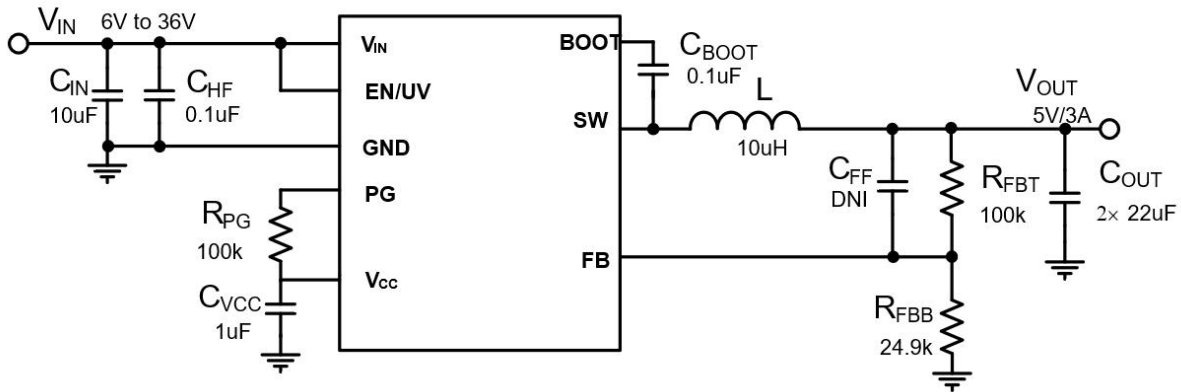 VIN 6V to 36V
CIN
10uF
CHF
0.1uF
VIN
EN/UV
GND
PG
RPG
100k
VCC
CVCC
1uF
BOOT
CBOOT
0.1uF
SW
L
10uH
VOUT
5V/3A
CFF
DNI
RFBT
100k
COUT
2× 22uF
FB
RFBB
24.9k